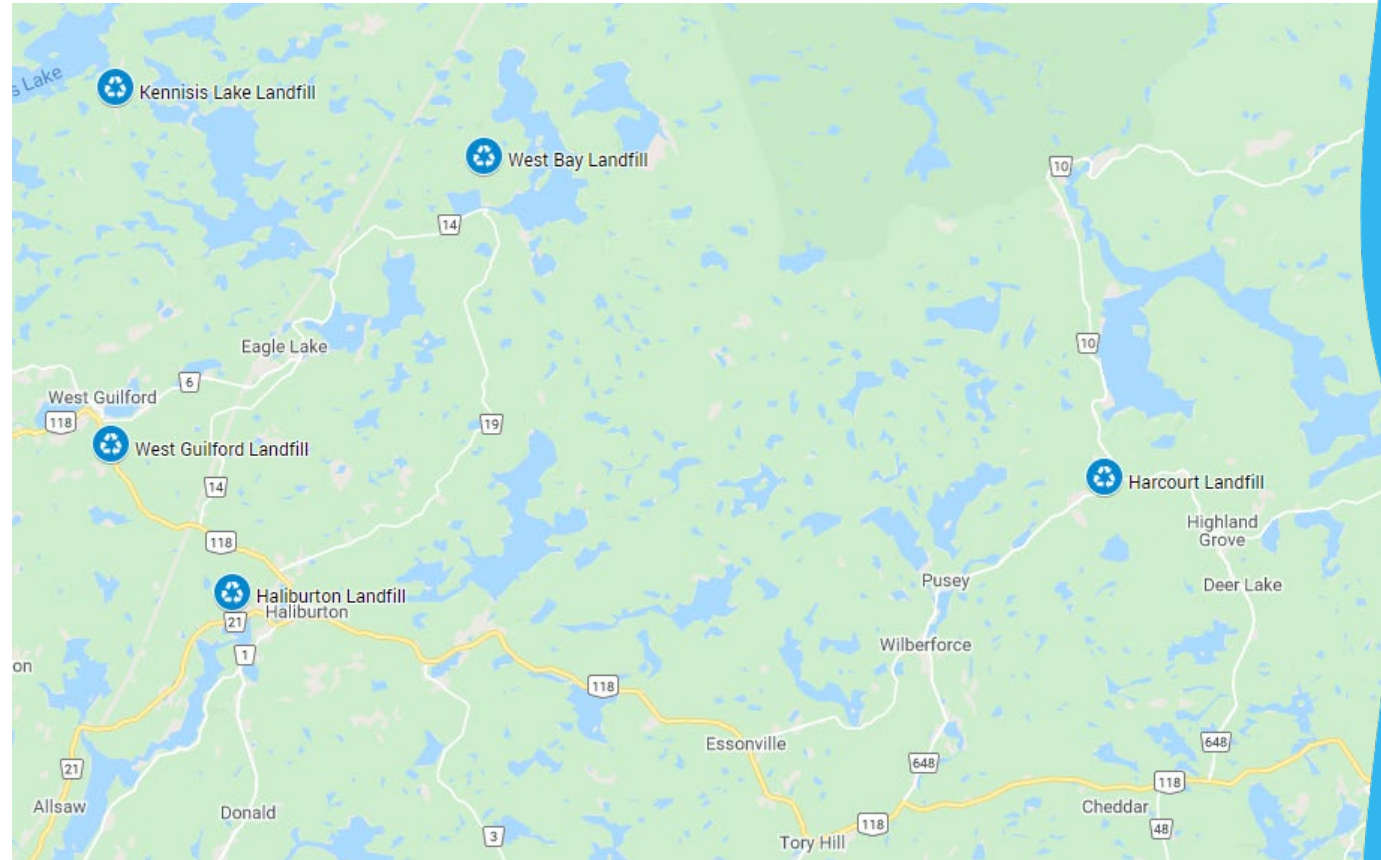 s Lake
Kennisis Lake Landfill
West Bay Landfill
10
14
Eagle Lake
10
6
West Guilford
118
19
West Guilford Landfill
14
Harcourt Landfill
Highland
Grove
118
Pusey
Deer Lake
Haliburton Landfill
Haliburton
21
1
Wilberforce
on
118
Essonville
648
648
21
118
Allsaw
Donald
Cheddar
118
48
3
Tory Hill